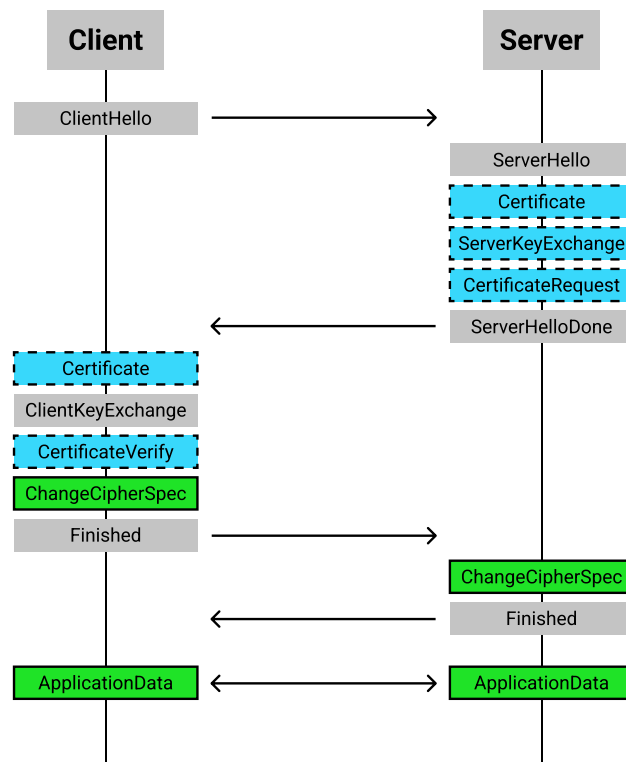 Client
Server
ClientHello
ServerHello
Certificate
ServerKeyExchange
CertificateRequest
ServerHelloDone
Certificate
ClientKeyExchange
CertificateVerify
ChangeCipherSpec
Finished
ChangeCipherSpec
Finished
ApplicationData
ApplicationData